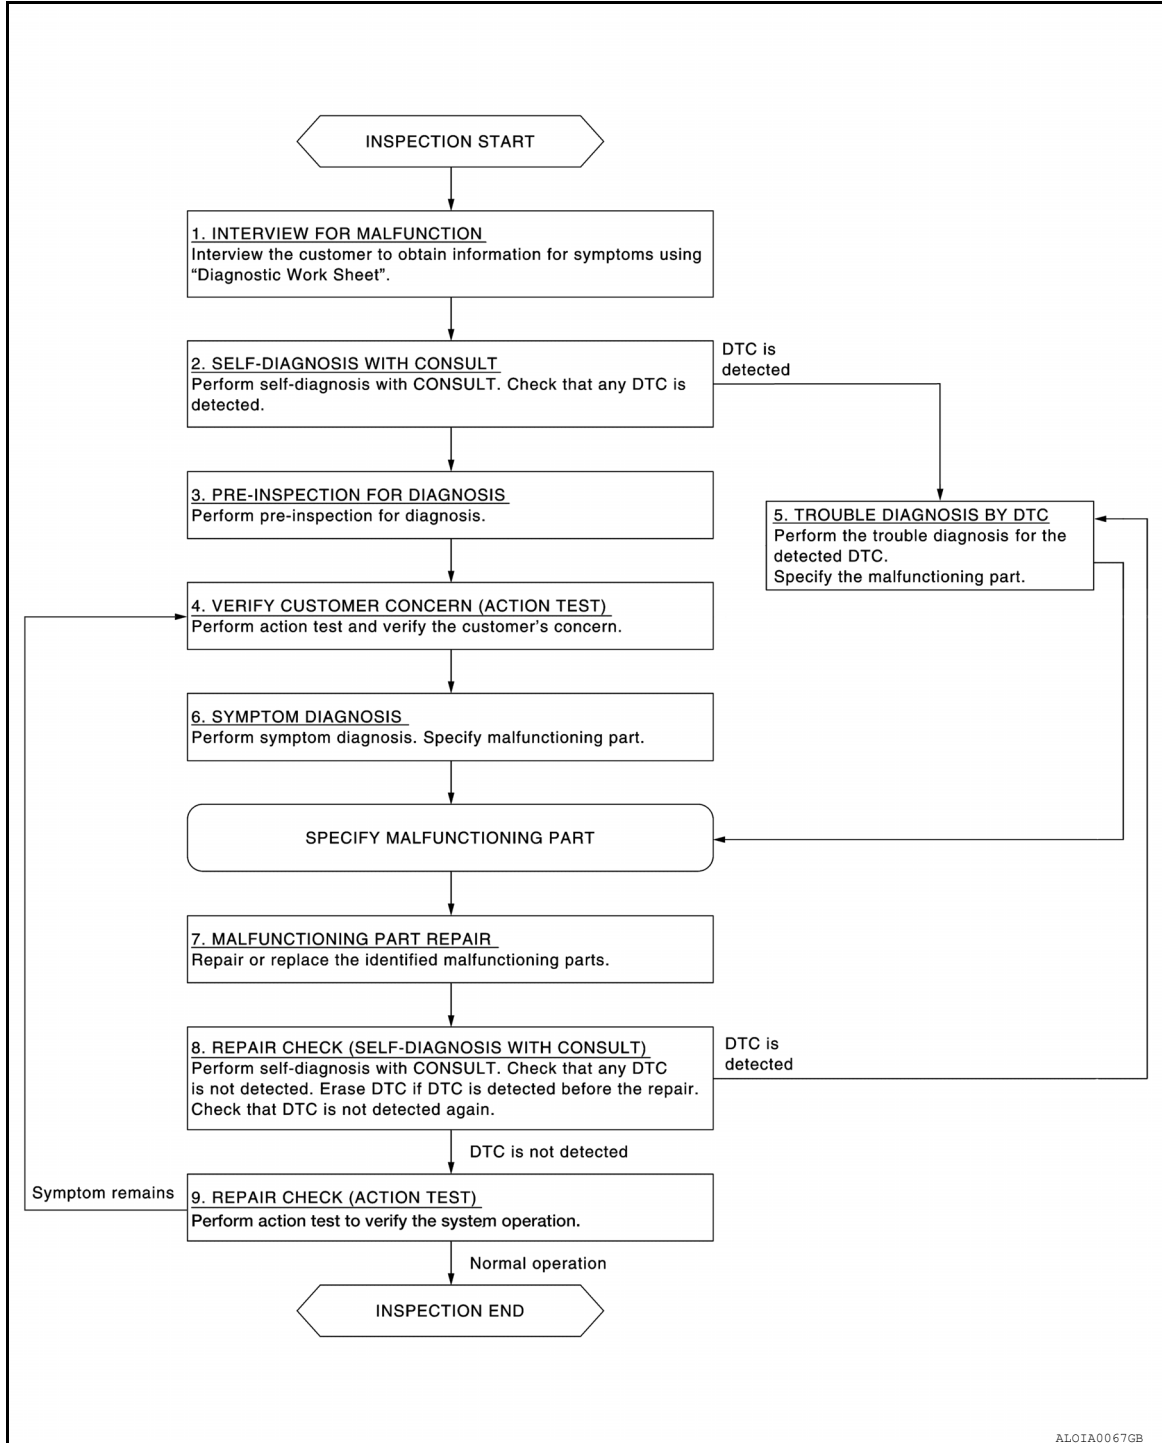 INSPECTION START
1. INTERVIEW FOR MALFUNCTION
Interview the customer to obtain information for symptoms using
“Diagnostic Work Sheet”.
2. SELF-DIAGNOSIS WITH CONSULT
Perform self-diagnosis with CONSULT. Check that any DTC is
detected.
DTC is
detected
3. PRE-INSPECTION FOR DIAGNOSIS
Perform pre-inspection for diagnosis.
5. TROUBLE DIAGNOSIS BY DTC
Perform the trouble diagnosis for the
detected DTC.
Specify the malfunctioning part.
4. VERIFY CUSTOMER CONCERN (ACTION TEST)
Perform action test and verify the customer’s concern.
6. SYMPTOM DIAGNOSIS
Perform symptom diagnosis. Specify malfunctioning part.
SPECIFY MALFUNCTIONING PART
7. MALFUNCTIONING PART REPAIR
Repair or replace the identified malfunctioning parts.
8. REPAIR CHECK (SELF-DIAGNOSIS WITH CONSULT)
Perform self-diagnosis with CONSULT. Check that any DTC
is not detected. Erase DTC if DTC is detected before the repair.
Check that DTC is not detected again.
DTC is
detected
DTC is not detected
Symptom remains
9. REPAIR CHECK (ACTION TEST)
Perform action test to verify the system operation.
Normal operation
INSPECTION END
ALOIA0067GB